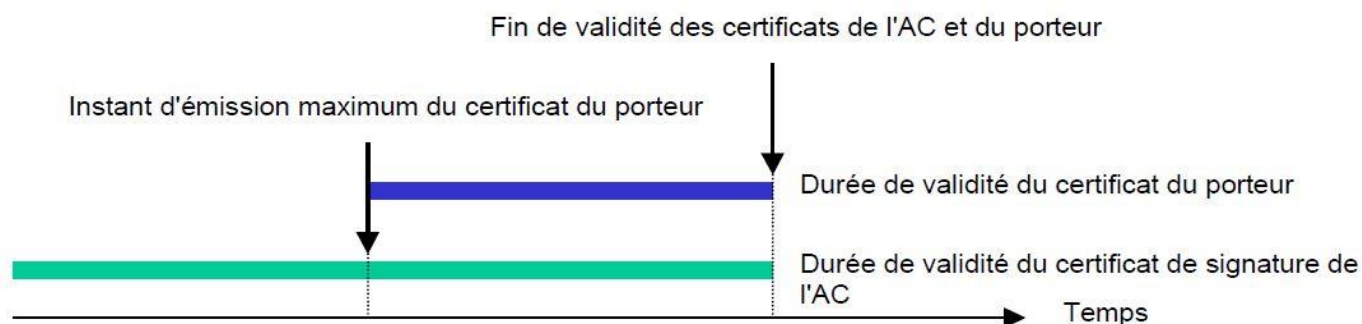 Fin de validité des certificats de l'AC et du porteur
Instant d'émission maximum du certificat du porteur
Durée de validité du certificat du porteur
Durée de validité du certificat de signature de
l'AC
Temps